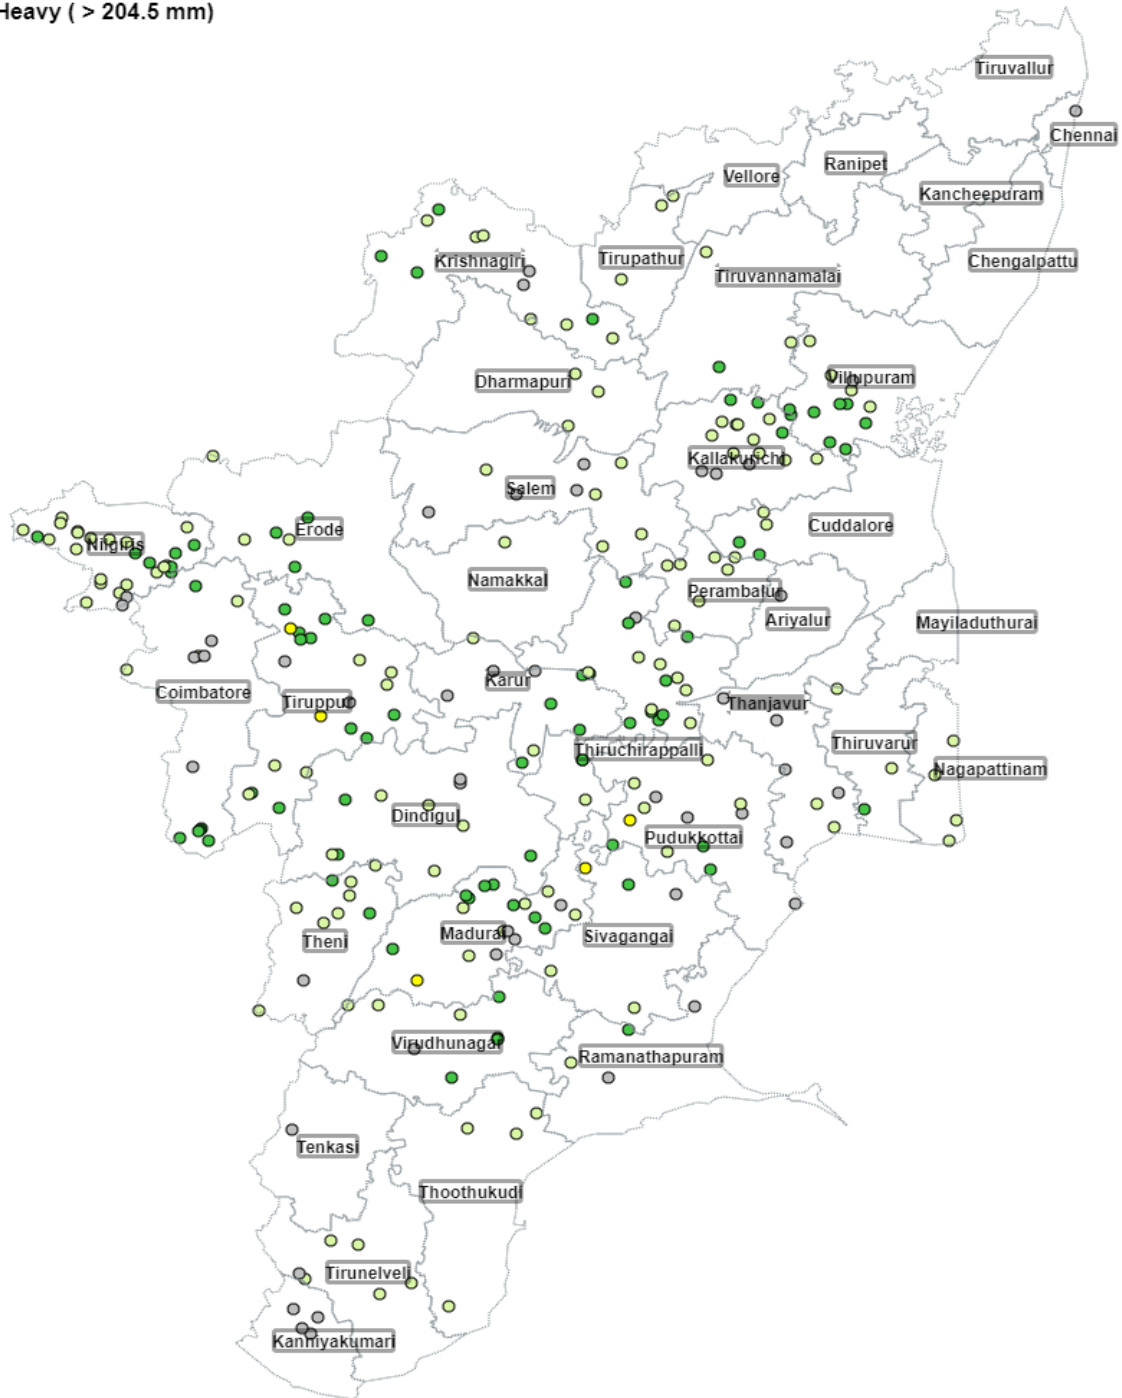 Heavy ( > 204.5 mm)
Tiruvallur
Chennai
Ranipet
Vellore
Kancheepuram
Krishnagiri
Tirupathur
Chengalpattu
Tiruvannamalai
Dharmapuri
Villupuram
Kallakurichi
Salem
Cuddalore
Erode
Nilgiris
Namakkal
Perambalur
Ariyalur
Mayiladuthurai
Karur
Coimbatore
Tiruppur
Thanjavur
Thiruvarur
Thiruchirappalli
Nagapattinam
Dindigul
Pudukkottai
Madurai
Sivagangai
Theni
Virudhunagar
Ramanathapuram
Tenkasi
Thoothukudi
Tirunelveli
Kanniyakumari